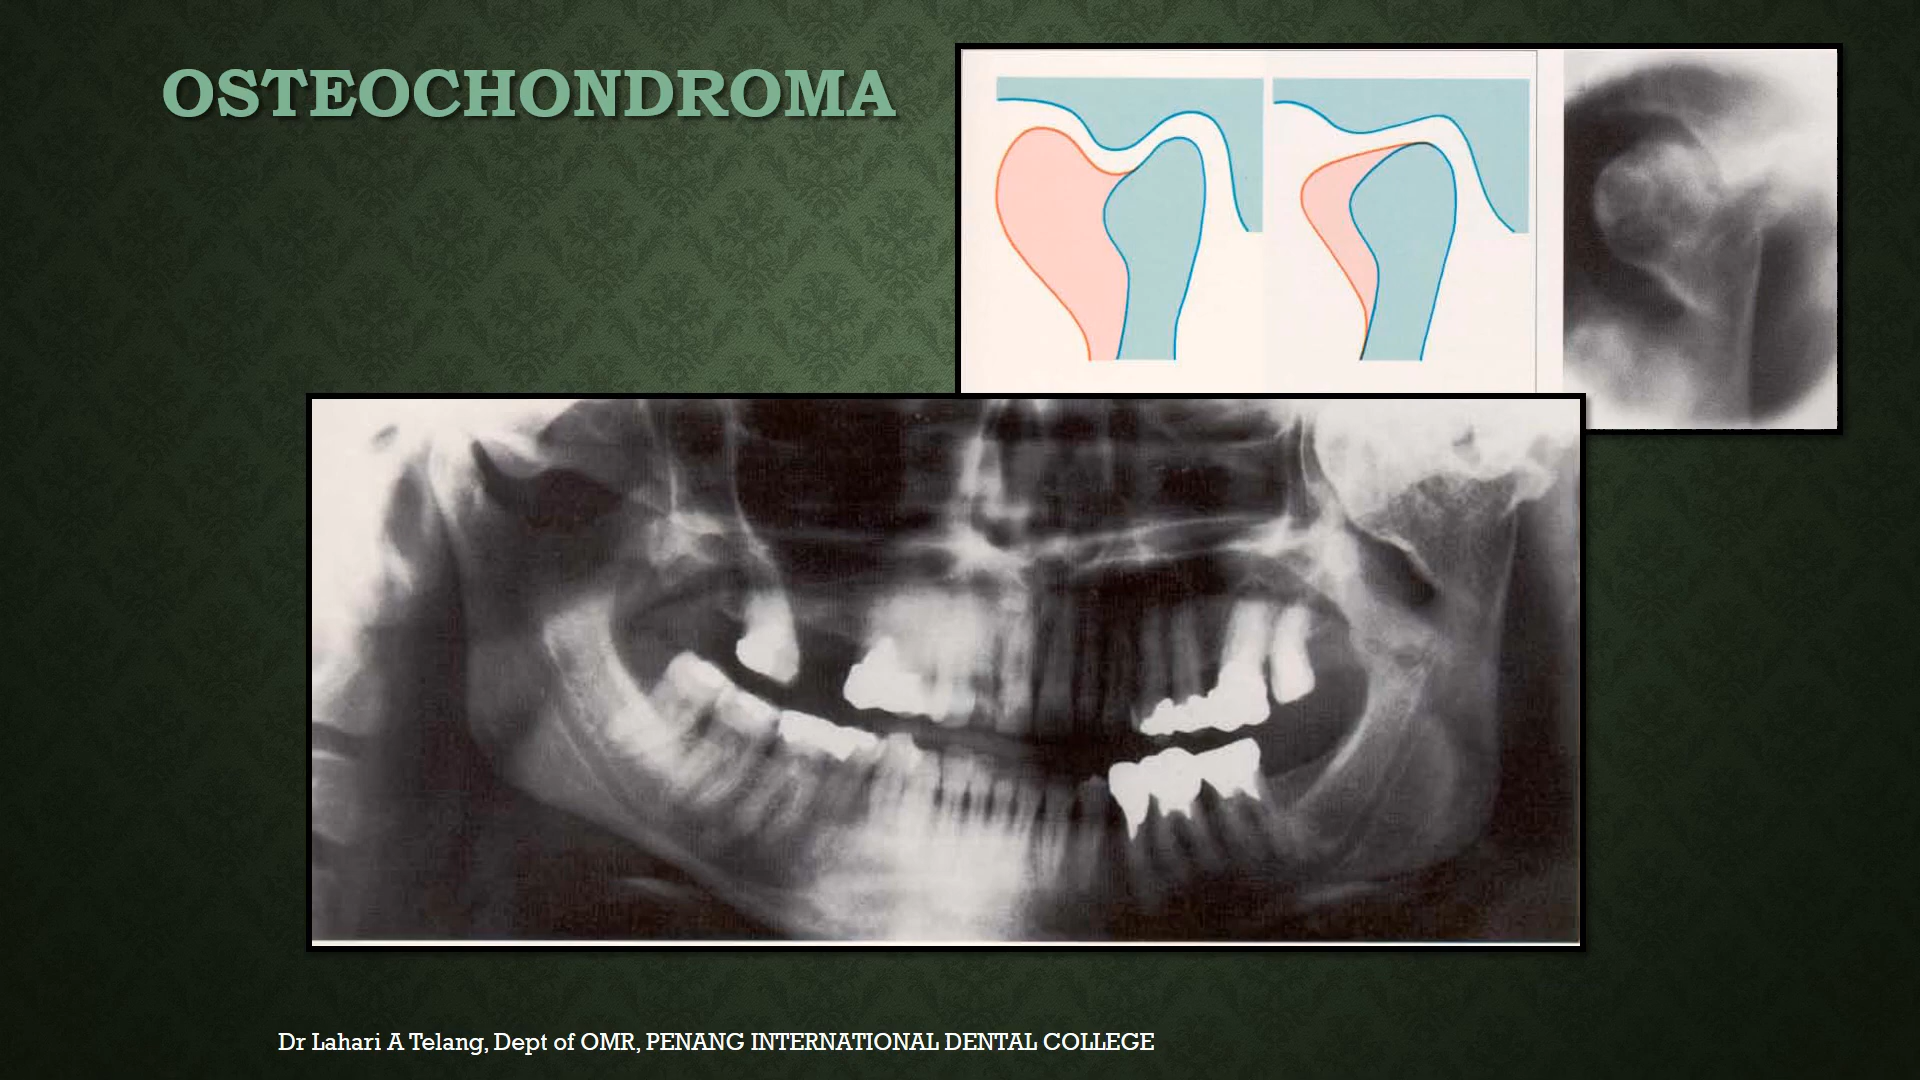 OSTEOCHONDROMA
Dr Lahari A Telang, Dept of OMR, PENANG INTERNATIONAL DENTAL COLLEGE